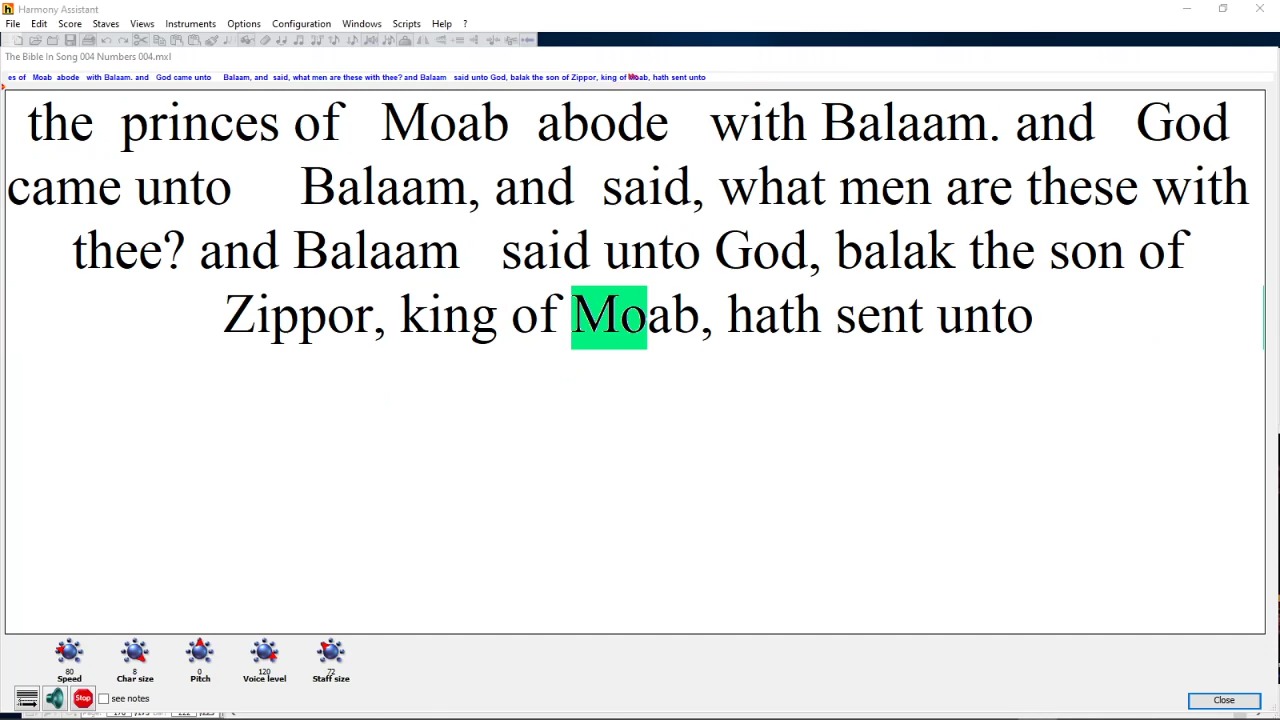 Harmony Assistant
File Edit Score Staves Views Instruments Options Configuration Windows Scripts Help ?
The Bible In Song 004 Numbers 004.mxl
es of Moab abode with Balaam. and God came unto Balaam, and said, what men are these with thee? and Balaam said unto God, balak the son of Zippor, king of Moab, hath sent unto
the princes of Moab abode with Balaam. and God
came unto Balaam, and said, what men are these with
thee? and Balaam said unto God, balak the son of
Zippor, king of Moab, hath sent unto
80 8 0 120 72
Speed Char size Pitch Voice level Staff size
Stop see notes
Close